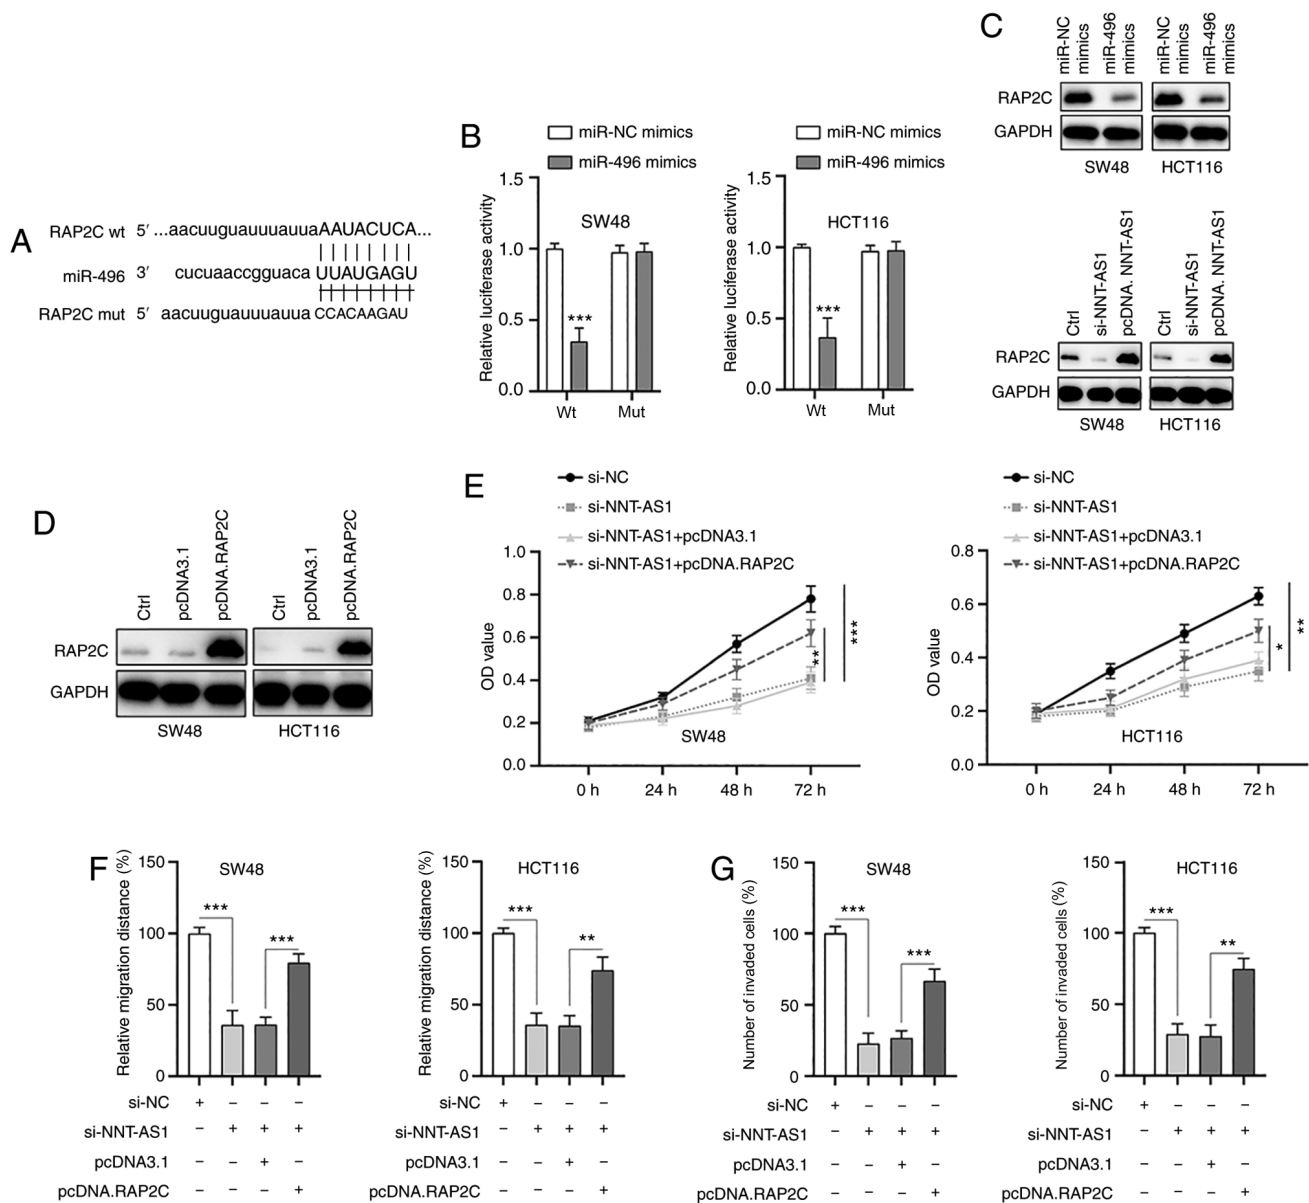 A
RAP2C wt 5′ ...aacuuguauuuauuaAAUACUCA...
miR-496 3′ cucuaaccgguaca UUAUGAGU
RAP2C mut 5′ aacuuguauuuauua CCACAAGAU
B
miR-NC mimics
miR-496 mimics
Relative luciferase activity
1.5
1.0
0.5
0.0
SW48
***
Wt
Mut
miR-NC mimics
miR-496 mimics
Relative luciferase activity
1.5
1.0
0.5
0.0
HCT116
***
Wt
Mut
C
miR-NC mimics
miR-496 mimics
miR-NC mimics
miR-496 mimics
RAP2C
GAPDH
SW48
HCT116
Ctrl
si-NNT-AS1
pcDNA. NNT-AS1
Ctrl
si-NNT-AS1
pcDNA. NNT-AS1
RAP2C
GAPDH
SW48
HCT116
D
Ctrl
pcDNA3.1
pcDNA.RAP2C
Ctrl
pcDNA3.1
pcDNA.RAP2C
RAP2C
GAPDH
SW48
HCT116
E
si-NC
si-NNT-AS1
si-NNT-AS1+pcDNA3.1
si-NNT-AS1+pcDNA.RAP2C
OD value
1.0
0.8
0.6
0.4
0.2
0.0
**
***
SW48
0 h
24 h
48 h
72 h
si-NC
si-NNT-AS1
si-NNT-AS1+pcDNA3.1
si-NNT-AS1+pcDNA.RAP2C
OD value
0.8
0.6
0.4
0.2
0.0
*
**
HCT116
0 h
24 h
48 h
72 h
F
Relative migration distance (%)
150
100
50
0
SW48
***
***
si-NC + − − −
si-NNT-AS1 − + + +
pcDNA3.1 − − + −
pcDNA.RAP2C − − − +
Relative migration distance (%)
150
100
50
0
HCT116
***
**
si-NC + − − −
si-NNT-AS1 − + + +
pcDNA3.1 − − + −
pcDNA.RAP2C − − − +
G
Number of invaded cells (%)
150
100
50
0
SW48
***
***
si-NC + − − −
si-NNT-AS1 − + + +
pcDNA3.1 − − + −
pcDNA.RAP2C − − − +
Number of invaded cells (%)
150
100
50
0
HCT116
***
**
si-NC + − − −
si-NNT-AS1 − + + +
pcDNA3.1 − − + −
pcDNA.RAP2C − − − +